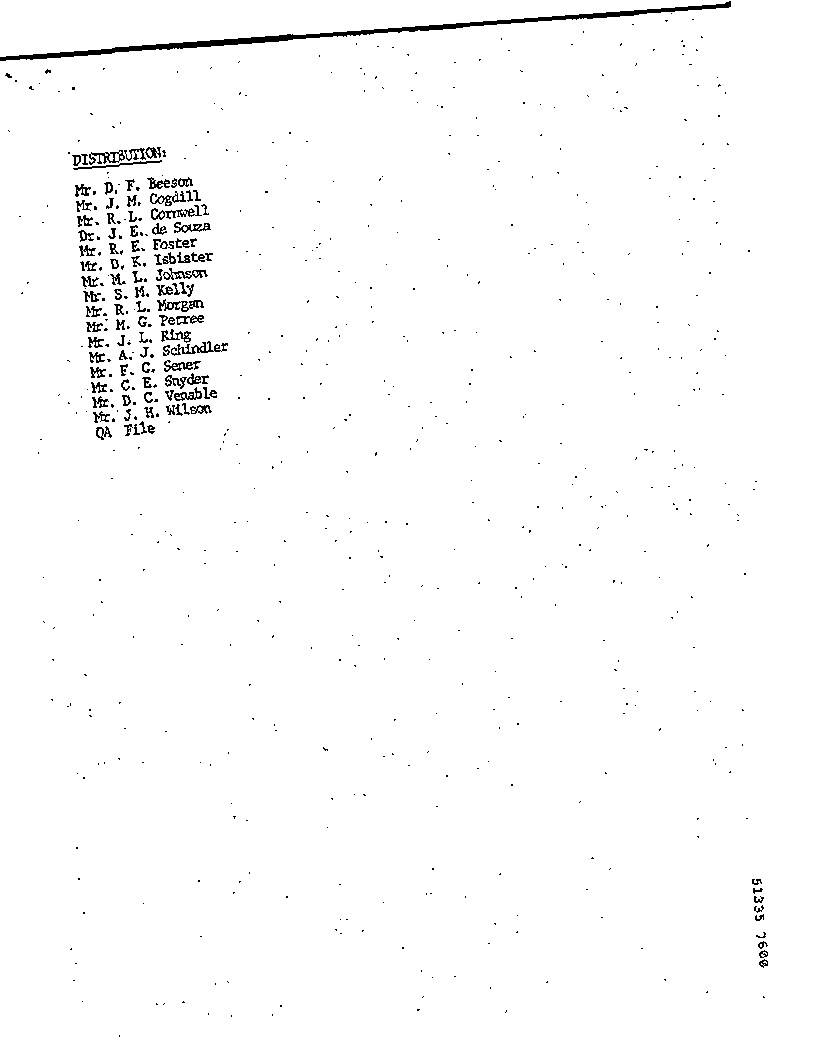 DISTRIBUTION:
Mr. D. F. Beeson
Mr. J. M. Cogdill
Mr. R. L. Cornwell
Dr. J. E. de Souza
Mr. R. E. Foster
Mr. D. K. Isbister
Mr. M. L. Johnson
Mr. S. M. Kelly
Mr. R. L. Morgan
Mr. M. G. Petree
Mr. J. L. Ring
Mr. A. J. Schindler
Mr. F. C. Sener
Mr. C. E. Snyder
Mr. D. C. Venable
Mr. J. H. Wilson
QA File
51335 7600